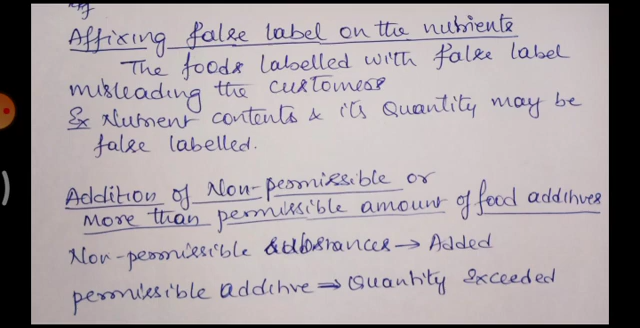 Affixing false label on the nutrients
The foods labelled with false label
misleading the customers
Ex Nutrient contents & its Quantity may be
false labelled.
Addition of Non-permissible or
More than permissible amount of food additives
Non-permissible substances → Added
permissible additive ⇒ Quantity Exceeded